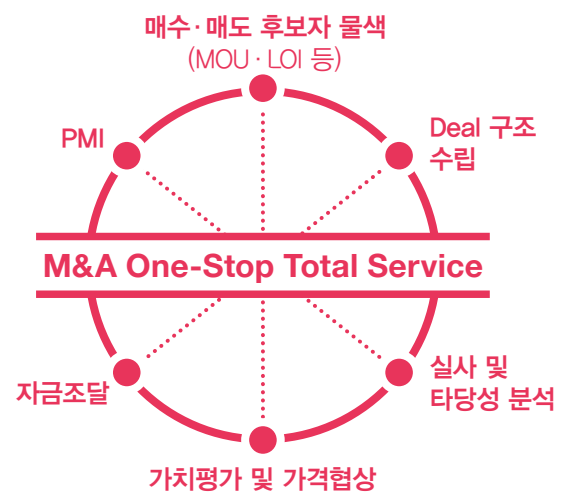 매수·매도 후보자 물색
(MOU · LOI 등)
PMI
Deal 구조
수립
M&A One-Stop Total Service
자금조달
실사 및
타당성 분석
가치평가 및 가격협상